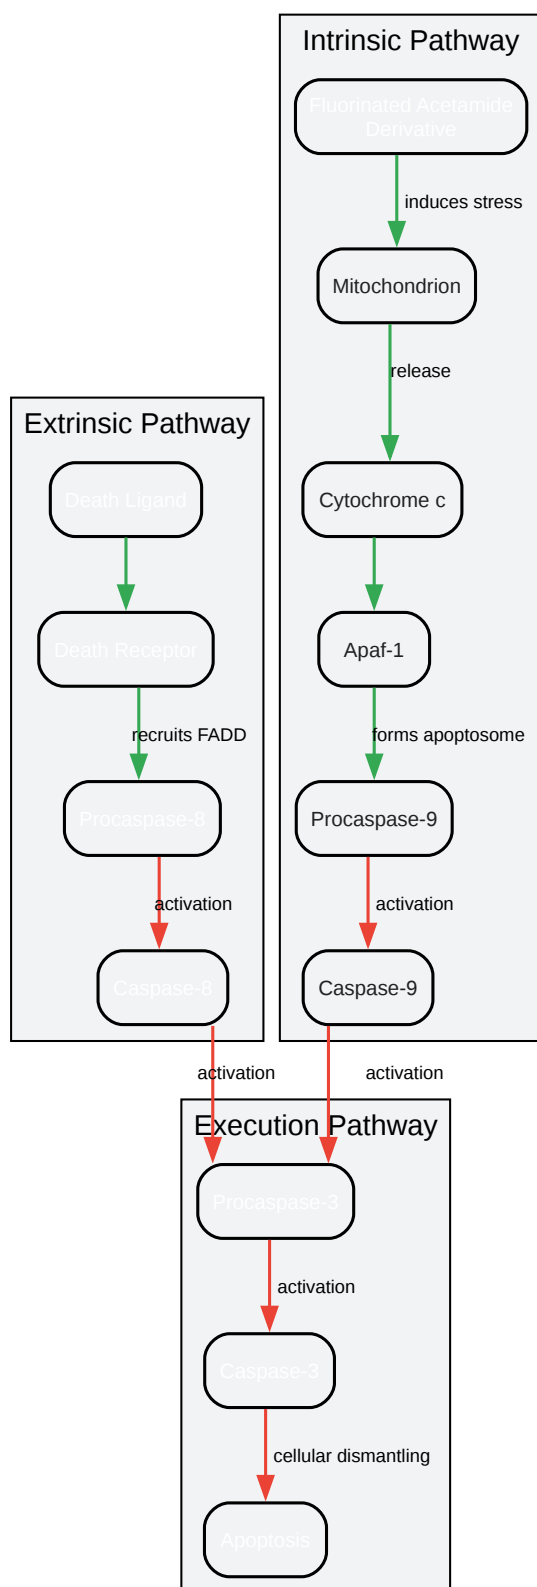 Intrinsic Pathway
Fluorinated Acetamide
Derivative
induces stress
Mitochondrion
release
Extrinsic Pathway
Death Ligand
Cytochrome c
Death Receptor
Apaf-1
recruits FADD
forms apoptosome
Procaspase-8
Procaspase-9
activation
activation
Caspase-8
Caspase-9
activation
activation
Execution Pathway
Procaspase-3
activation
Caspase-3
cellular dismantling
Apoptosis